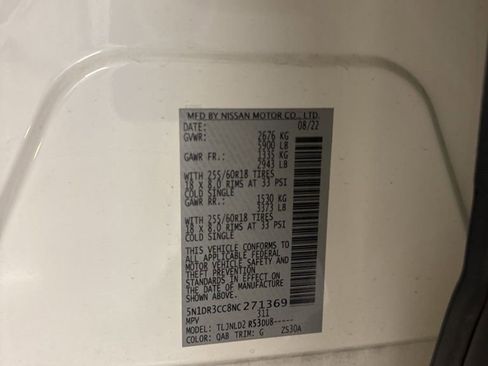 MFD BY NISSAN MOTOR CO., LTD.
DATE: 08/22
GVWR: 2676 KG
5900 LB
GAWR FR.: 1335 KG
2943 LB
WITH 255/60R18 TIRES
18 X 8.0 RIMS AT 33 PSI
COLD SINGLE
GAWR RR.: 1530 KG
3373 LB
WITH 255/60R18 TIRES
18 X 8.0 RIMS AT 33 PSI
COLD SINGLE
THIS VEHICLE CONFORMS TO
ALL APPLICABLE FEDERAL
MOTOR VEHICLE SAFETY AND
THEFT PREVENTION
STANDARDS IN EFFECT ON
THE DATE OF MANUFACTURE
SHOWN ABOVE.
5N1DR3CC8NC271369
MPV 311
MODEL: TLJNLD2 R53DU8-----
COLOR: QAB TRIM: G ZS30A